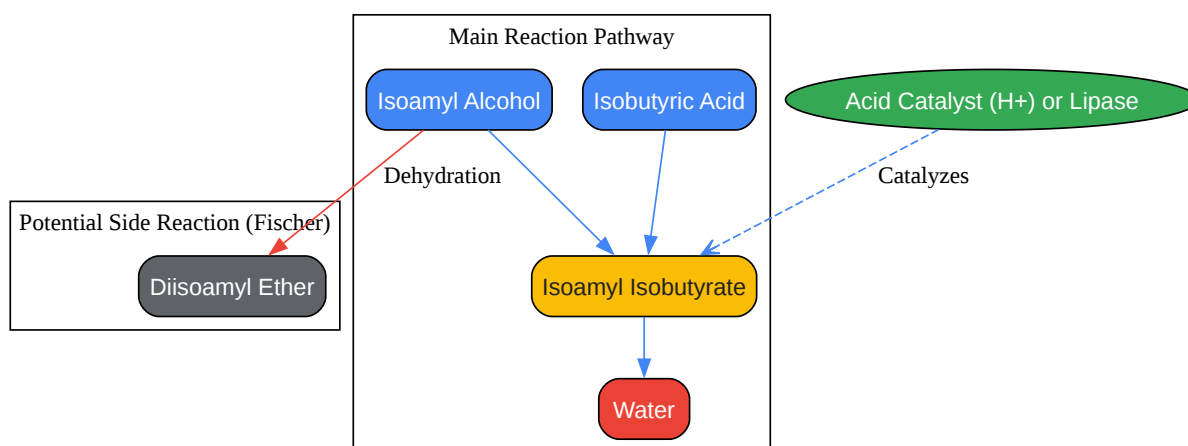 Main Reaction Pathway
Isoamyl Alcohol
Isobutyric Acid
Acid Catalyst (H+) or Lipase
Dehydration
Catalyzes
Potential Side Reaction (Fischer)
Diisoamyl Ether
Isoamyl Isobutyrate
Water